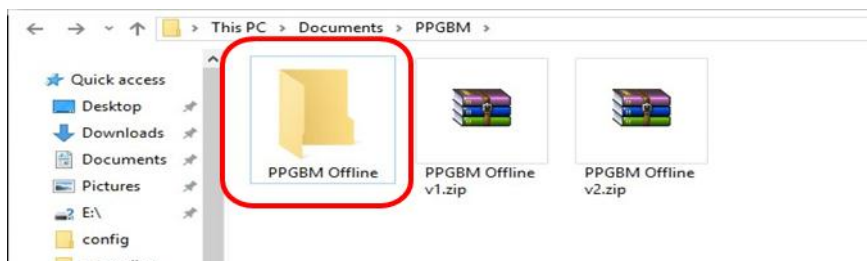 This PC > Documents > PPGBM >
Quick access
Desktop
Downloads
Documents
Pictures
E:\
config
PPGBM Offline
PPGBM Offline
v1.zip
PPGBM Offline
v2.zip